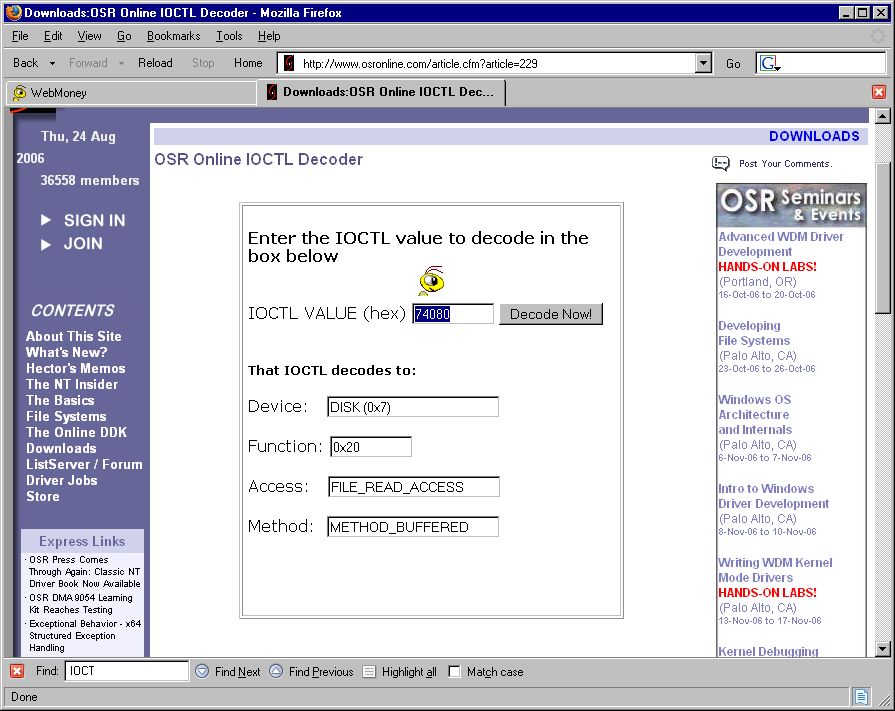 Downloads:OSR Online IOCTL Decoder - Mozilla Firefox
File Edit View Go Bookmarks Tools Help
Back Forward Reload Stop Home http://www.osronline.com/article.cfm?article=229 Go G
WebMoney
Downloads:OSR Online IOCTL Dec...
Thu, 24 Aug
2006
36558 members
SIGN IN
JOIN
CONTENTS
About This Site
What's New?
Hector's Memos
The NT Insider
The Basics
File Systems
The Online DDK
Downloads
ListServer / Forum
Driver Jobs
Store
Express Links
· OSR Press Comes
Through Again: Classic NT
Driver Book Now Available
· OSR DMA 9054 Learning
Kit Reaches Testing
· Exceptional Behavior - x64
Structured Exception
Handling
DOWNLOADS
OSR Online IOCTL Decoder
Post Your Comments.
Enter the IOCTL value to decode in the
box below
IOCTL VALUE (hex) 74080 Decode Now!
That IOCTL decodes to:
Device: DISK (0x7)
Function: 0x20
Access: FILE_READ_ACCESS
Method: METHOD_BUFFERED
OSR Seminars
& Events
Advanced WDM Driver
Development
HANDS-ON LABS!
(Portland, OR)
16-Oct-06 to 20-Oct-06
Developing
File Systems
(Palo Alto, CA)
23-Oct-06 to 26-Oct-06
Windows OS
Architecture
and Internals
(Palo Alto, CA)
6-Nov-06 to 7-Nov-06
Intro to Windows
Driver Development
(Palo Alto, CA)
8-Nov-06 to 10-Nov-06
Writing WDM Kernel
Mode Drivers
HANDS-ON LABS!
(Palo Alto, CA)
13-Nov-06 to 17-Nov-06
Kernel Debugging
Find: IOCT Find Next Find Previous Highlight all Match case
Done